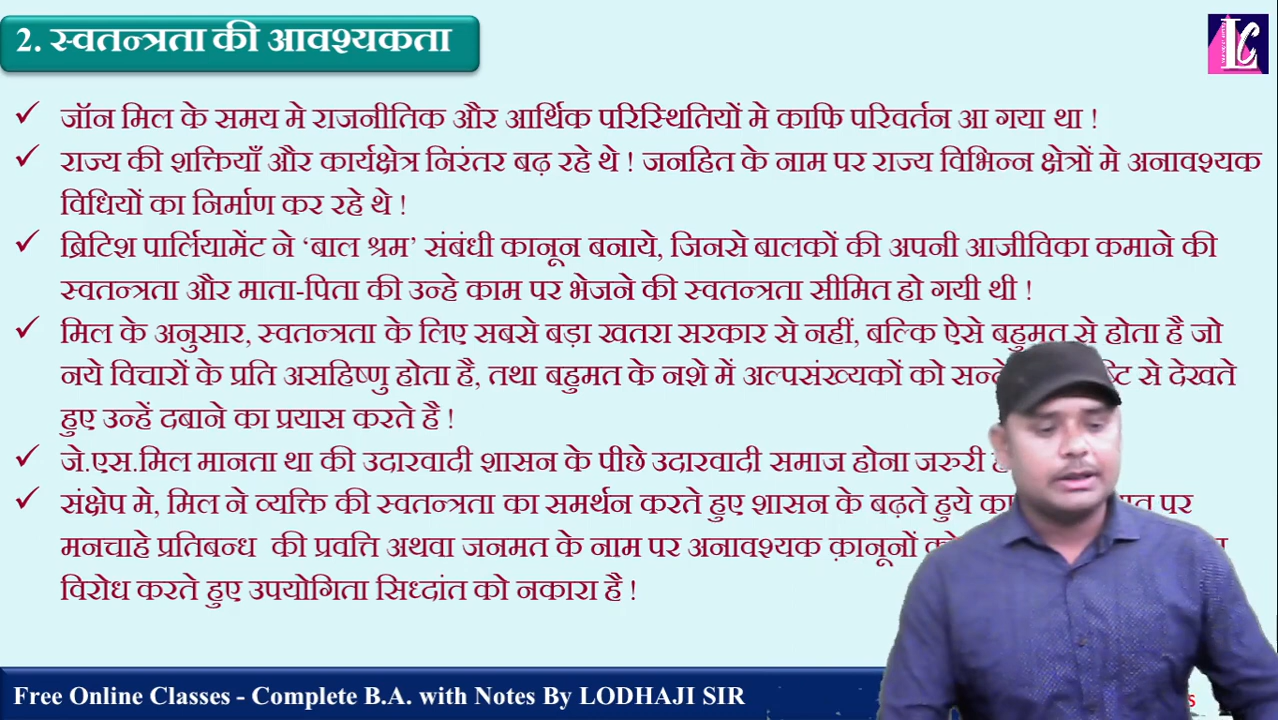 2. स्वतन्त्रता की आवश्यकता
LC
जॉन मिल के समय मे राजनीतिक और आर्थिक परिस्थितियों मे काफि परिवर्तन आ गया था !
राज्य की शक्तियाँ और कार्यक्षेत्र निरंतर बढ़ रहे थे ! जनहित के नाम पर राज्य विभिन्न क्षेत्रों मे अनावश्यक
विधियों का निर्माण कर रहे थे !
ब्रिटिश पार्लियामेंट ने ‘बाल श्रम’ संबंधी कानून बनाये, जिनसे बालकों की अपनी आजीविका कमाने की
स्वतन्त्रता और माता-पिता की उन्हे काम पर भेजने की स्वतन्त्रता सीमित हो गयी थी !
मिल के अनुसार, स्वतन्त्रता के लिए सबसे बड़ा खतरा सरकार से नहीं, बल्कि ऐसे बहुमत से होता है जो
नये विचारों के प्रति असहिष्णु होता है, तथा बहुमत के नशे में अल्पसंख्यकों को से देखते
हुए उन्हें दबाने का प्रयास करते है !
जे.एस.मिल मानता था की उदारवादी शासन के पीछे उदारवादी समाज होना जरुरी
संक्षेप मे, मिल ने व्यक्ति की स्वतन्त्रता का समर्थन करते हुए शासन के बढ़ते हुये पर
मनचाहे प्रतिबन्ध की प्रवत्ति अथवा जनमत के नाम पर अनावश्यक क़ानूनों
विरोध करते हुए उपयोगिता सिध्दांत को नकारा है !
Free Online Classes - Complete B.A. with Notes By LODHAJI SIR